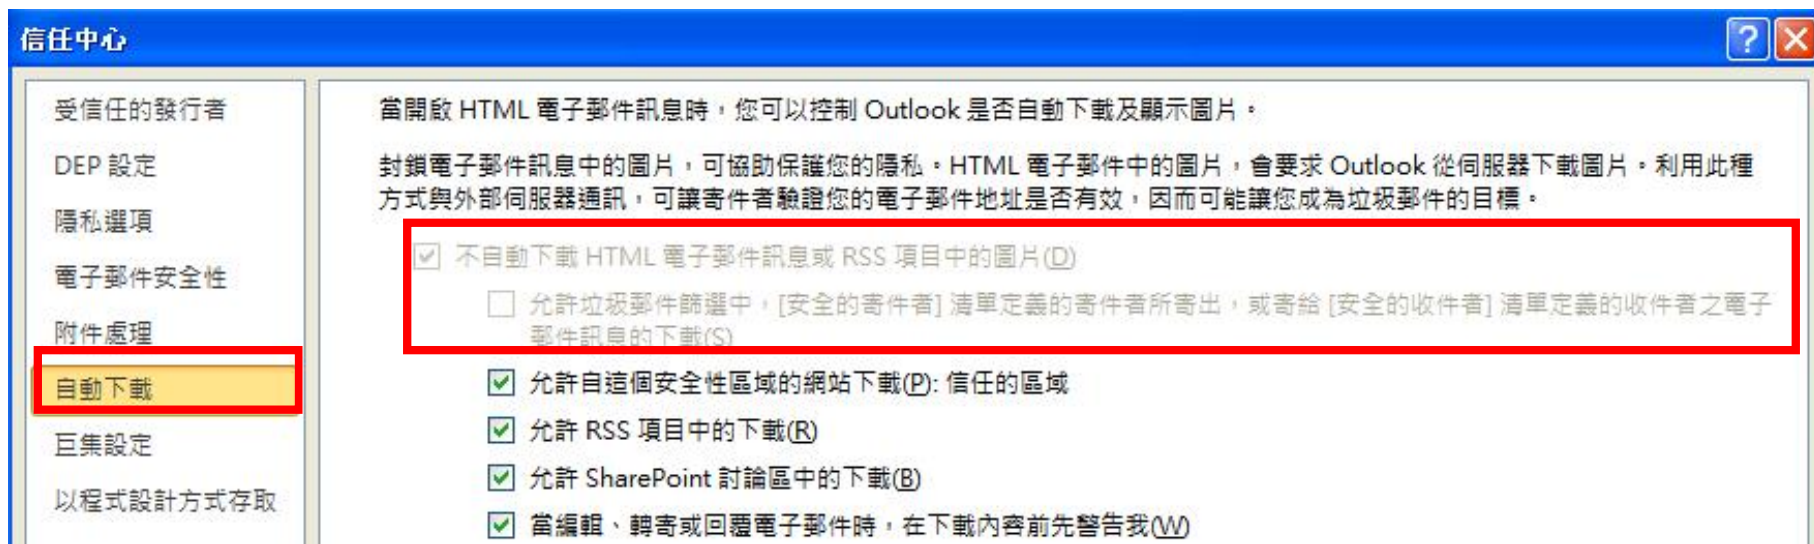 信任中心
受信任的發行者
DEP 設定
隱私選項
電子郵件安全性
附件處理
自動下載
巨集設定
以程式設計方式存取
當開啟 HTML 電子郵件訊息時，您可以控制 Outlook 是否自動下載及顯示圖片。
封鎖電子郵件訊息中的圖片，可協助保護您的隱私。HTML 電子郵件中的圖片，會要求 Outlook 從伺服器下載圖片。利用此種
方式與外部伺服器通訊，可讓寄件者驗證您的電子郵件地址是否有效，因而可能讓您成為垃圾郵件的目標。
不自動下載 HTML 電子郵件訊息或 RSS 項目中的圖片(D)
允許垃圾郵件篩選中，[安全的寄件者] 清單定義的寄件者所寄出，或寄給 [安全的收件者] 清單定義的收件者之電子
郵件訊息的下載(S)
允許自這個安全性區域的網站下載(P): 信任的區域
允許 RSS 項目中的下載(R)
允許 SharePoint 討論區中的下載(B)
當編輯、轉寄或回覆電子郵件時，在下載內容前先警告我(W)